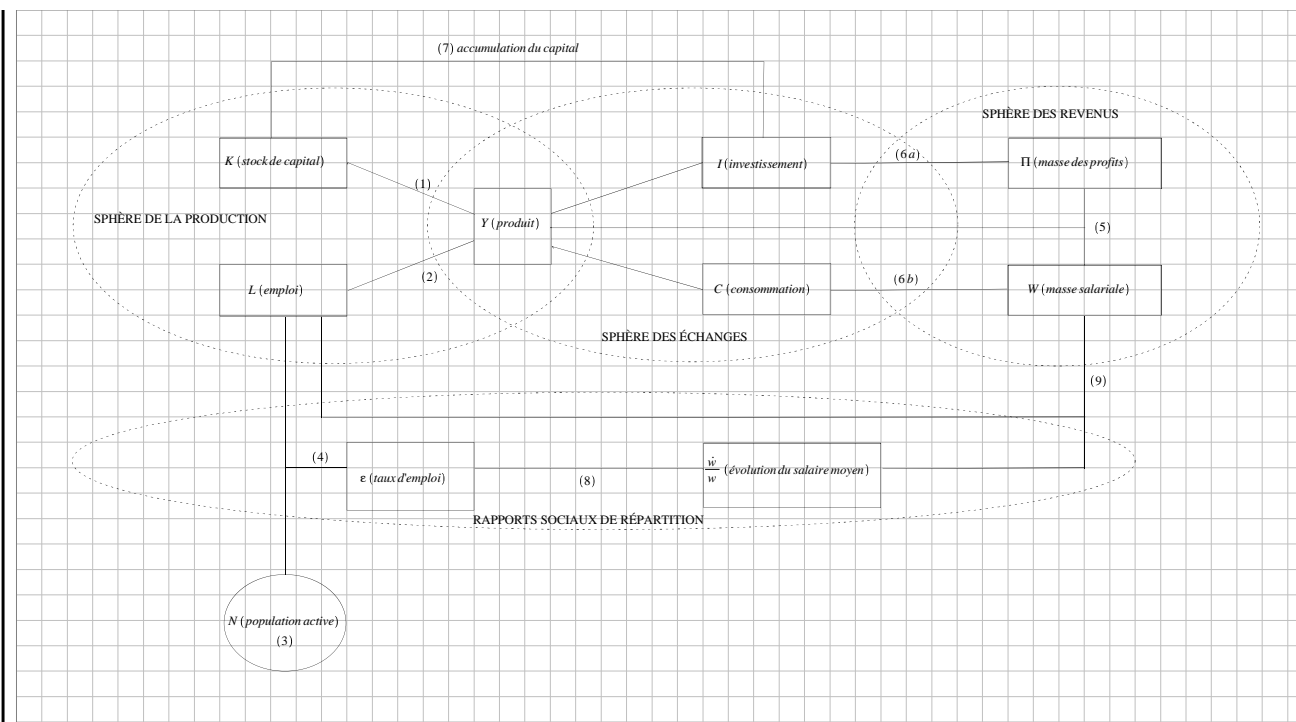 (7) accumulation du capital
SPHÈRE DES REVENUS
K (stock de capital)
I (investissement)
(6a)
Π (masse des profits)
(1)
SPHÈRE DE LA PRODUCTION
Y (produit)
(5)
(2)
L (emploi)
C (consommation)
(6b)
W (masse salariale)
SPHÈRE DES ÉCHANGES
(9)
(4)
ε (taux d'emploi)
(8)
ẇ
w
(évolution du salaire moyen)
RAPPORTS SOCIAUX DE RÉPARTITION
N (population active)
(3)